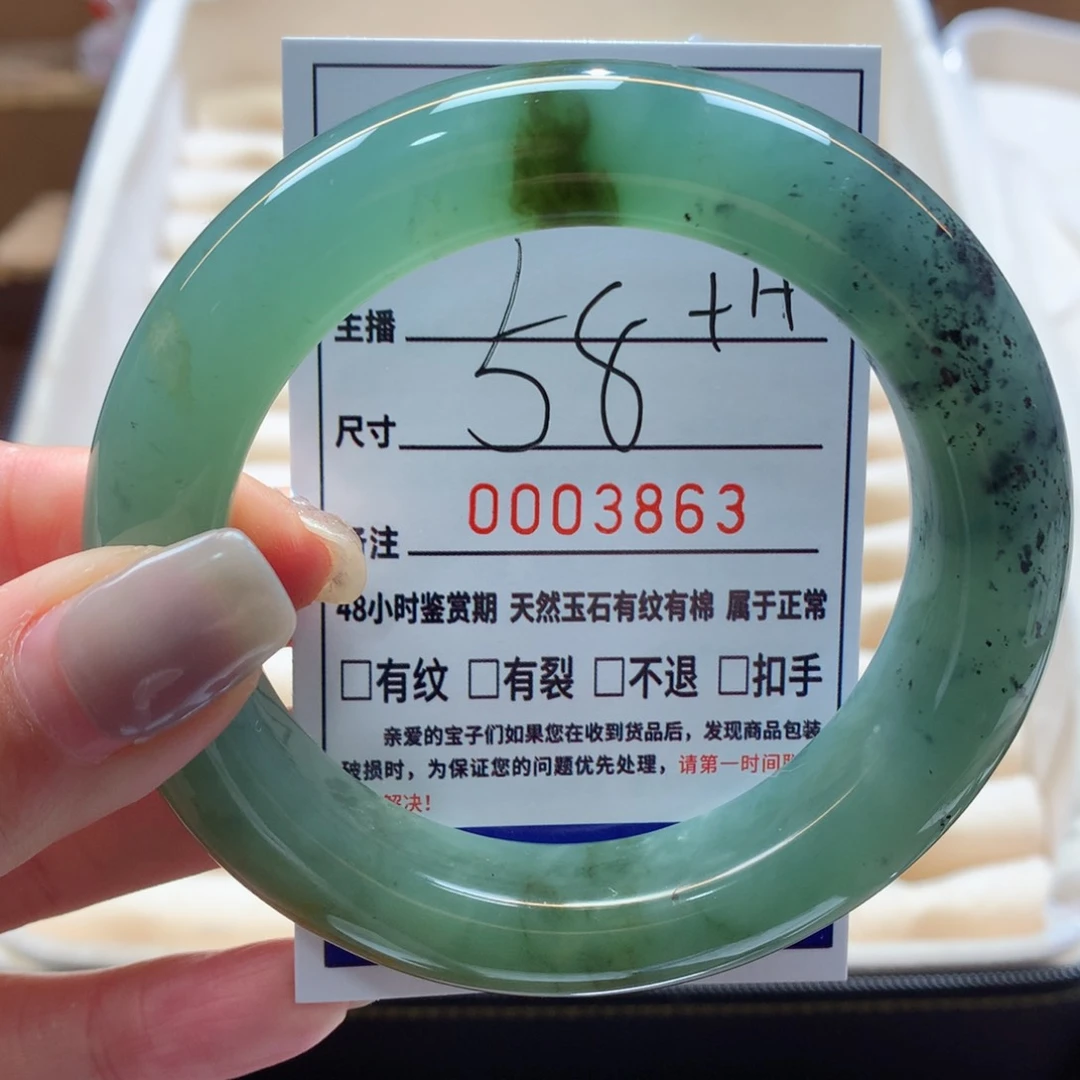 主播
58 +H
尺寸
0003863
备注
48小时鉴赏期 天然玉石有纹有棉 属于正常
□有纹 □有裂 □不退 □扣手
亲爱的宝子们如果您在收到货品后，发现商品包装
破损时，为保证您的问题优先处理，请第一时间
解决！